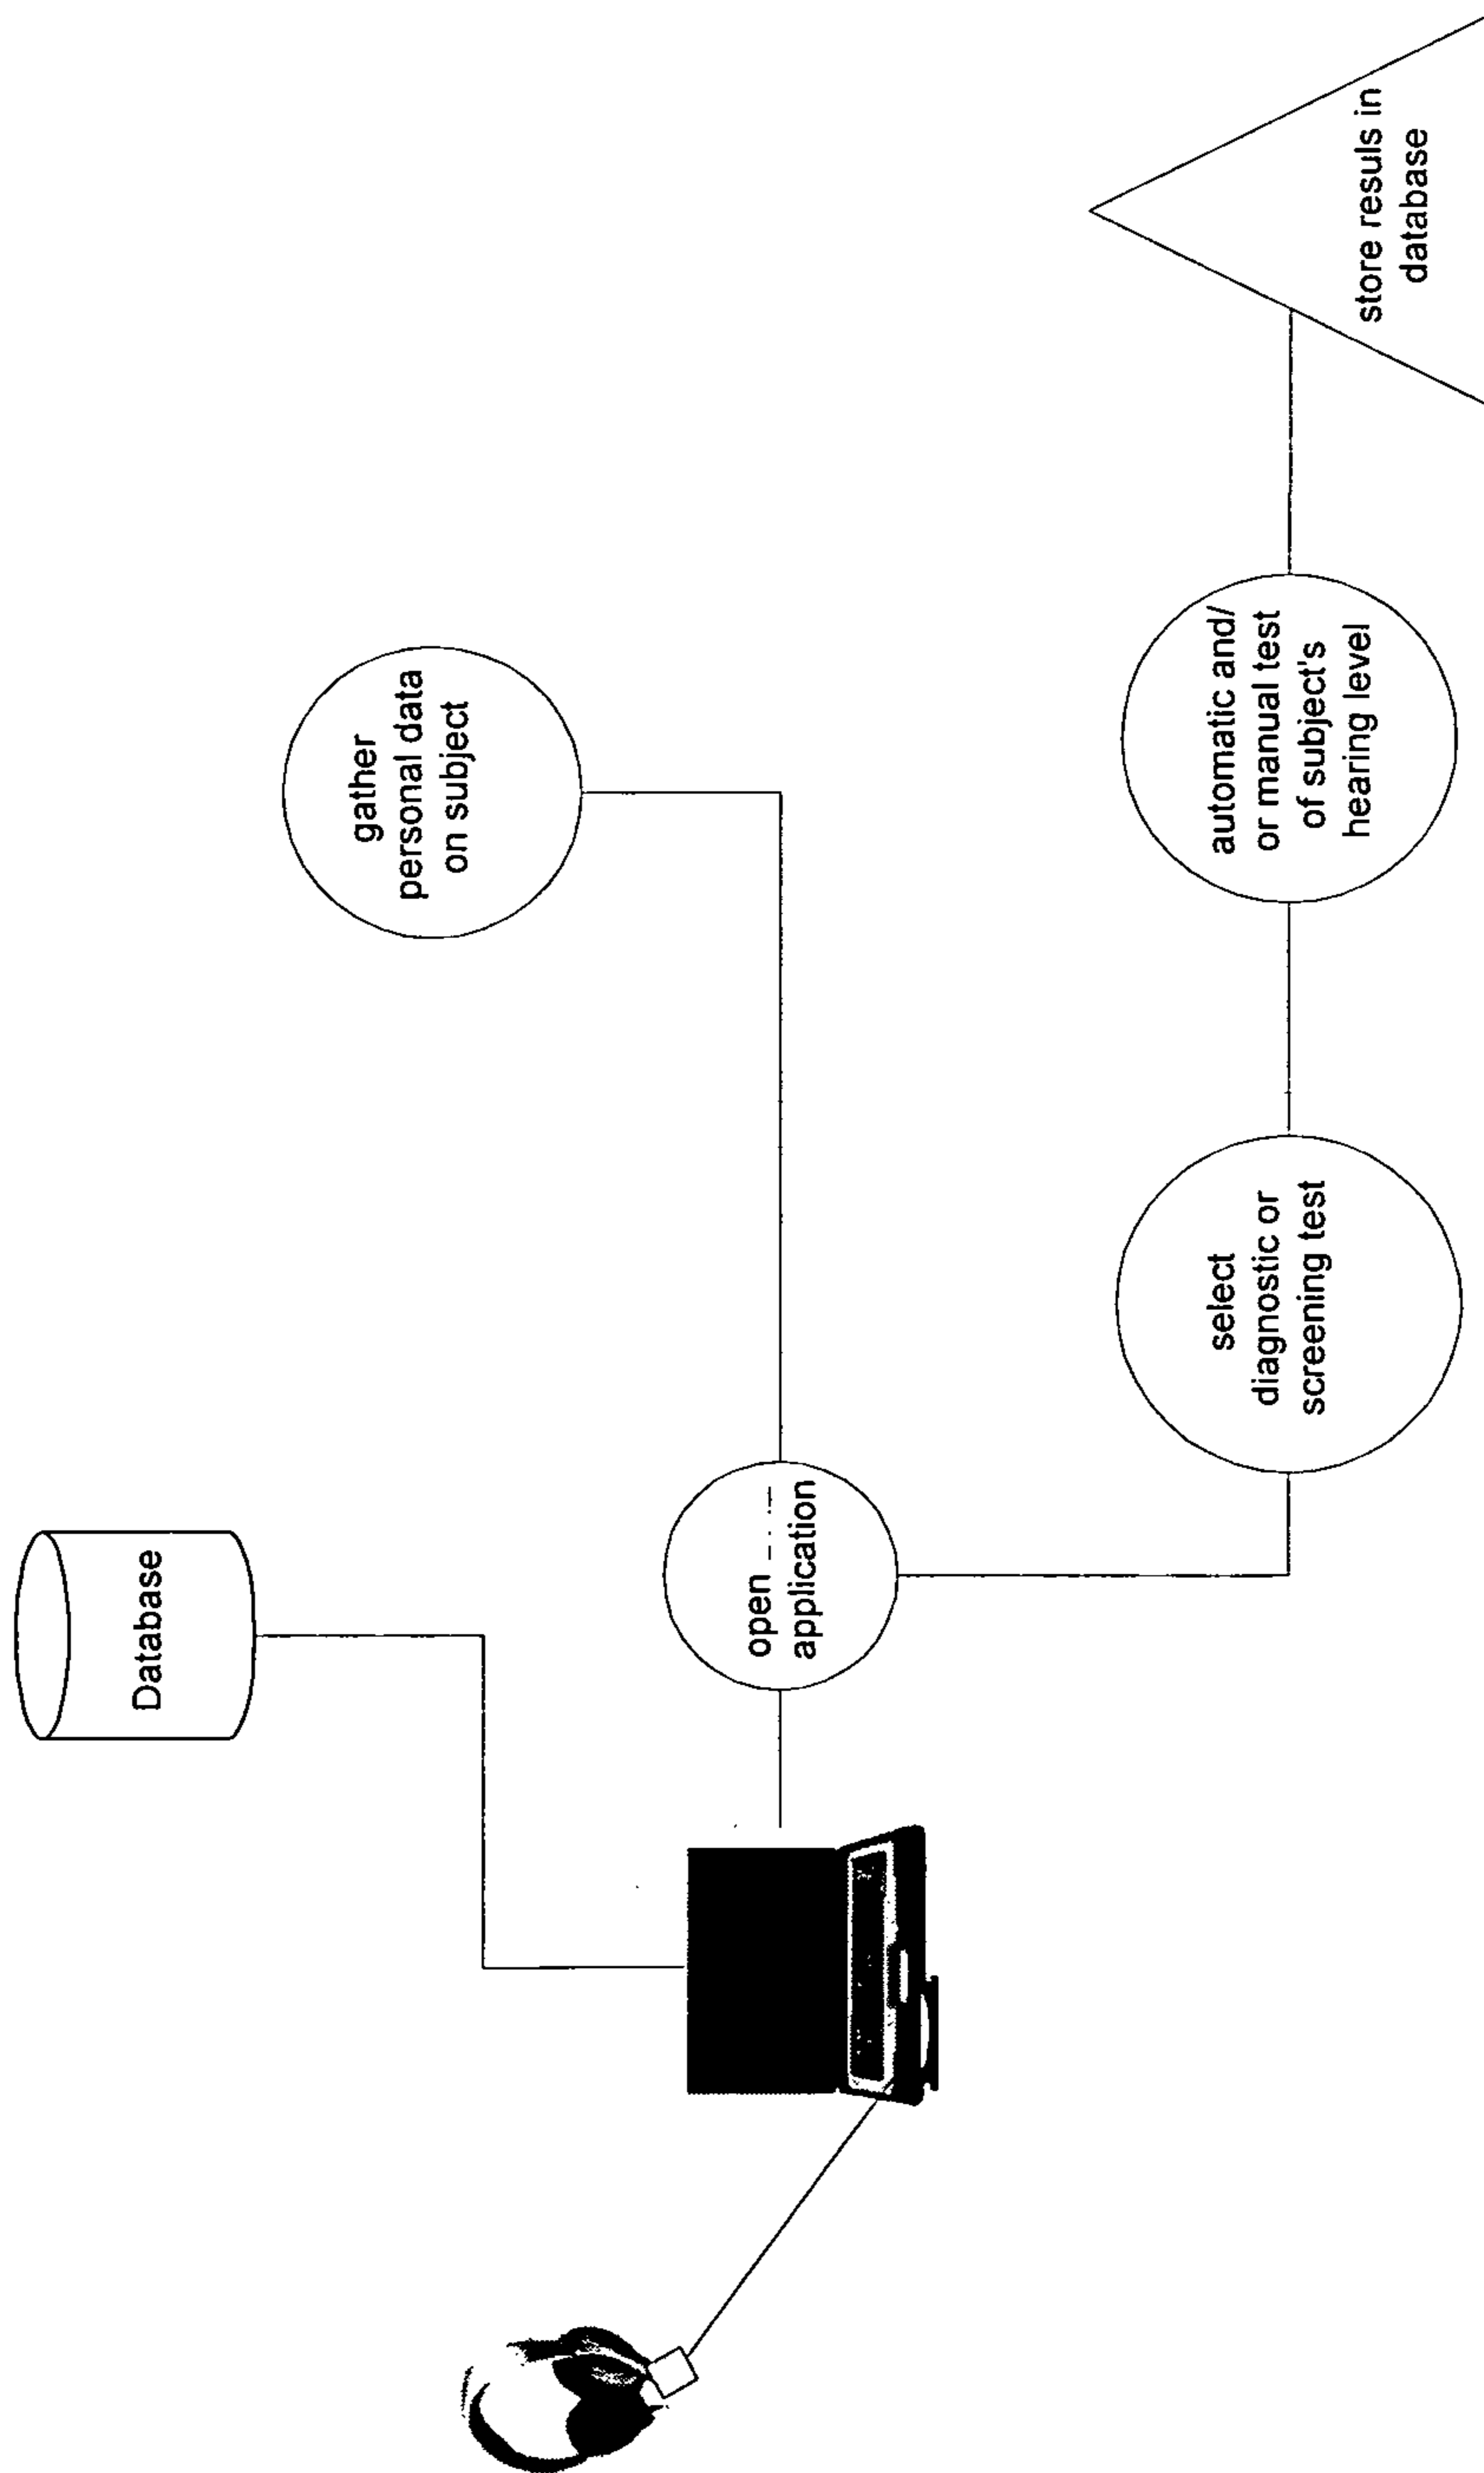 Database
gather
personal data
on subject
open
application
select
diagnostic or
screening test
automatic and/
or manual test
of subject's
hearing level
store resuls in
database